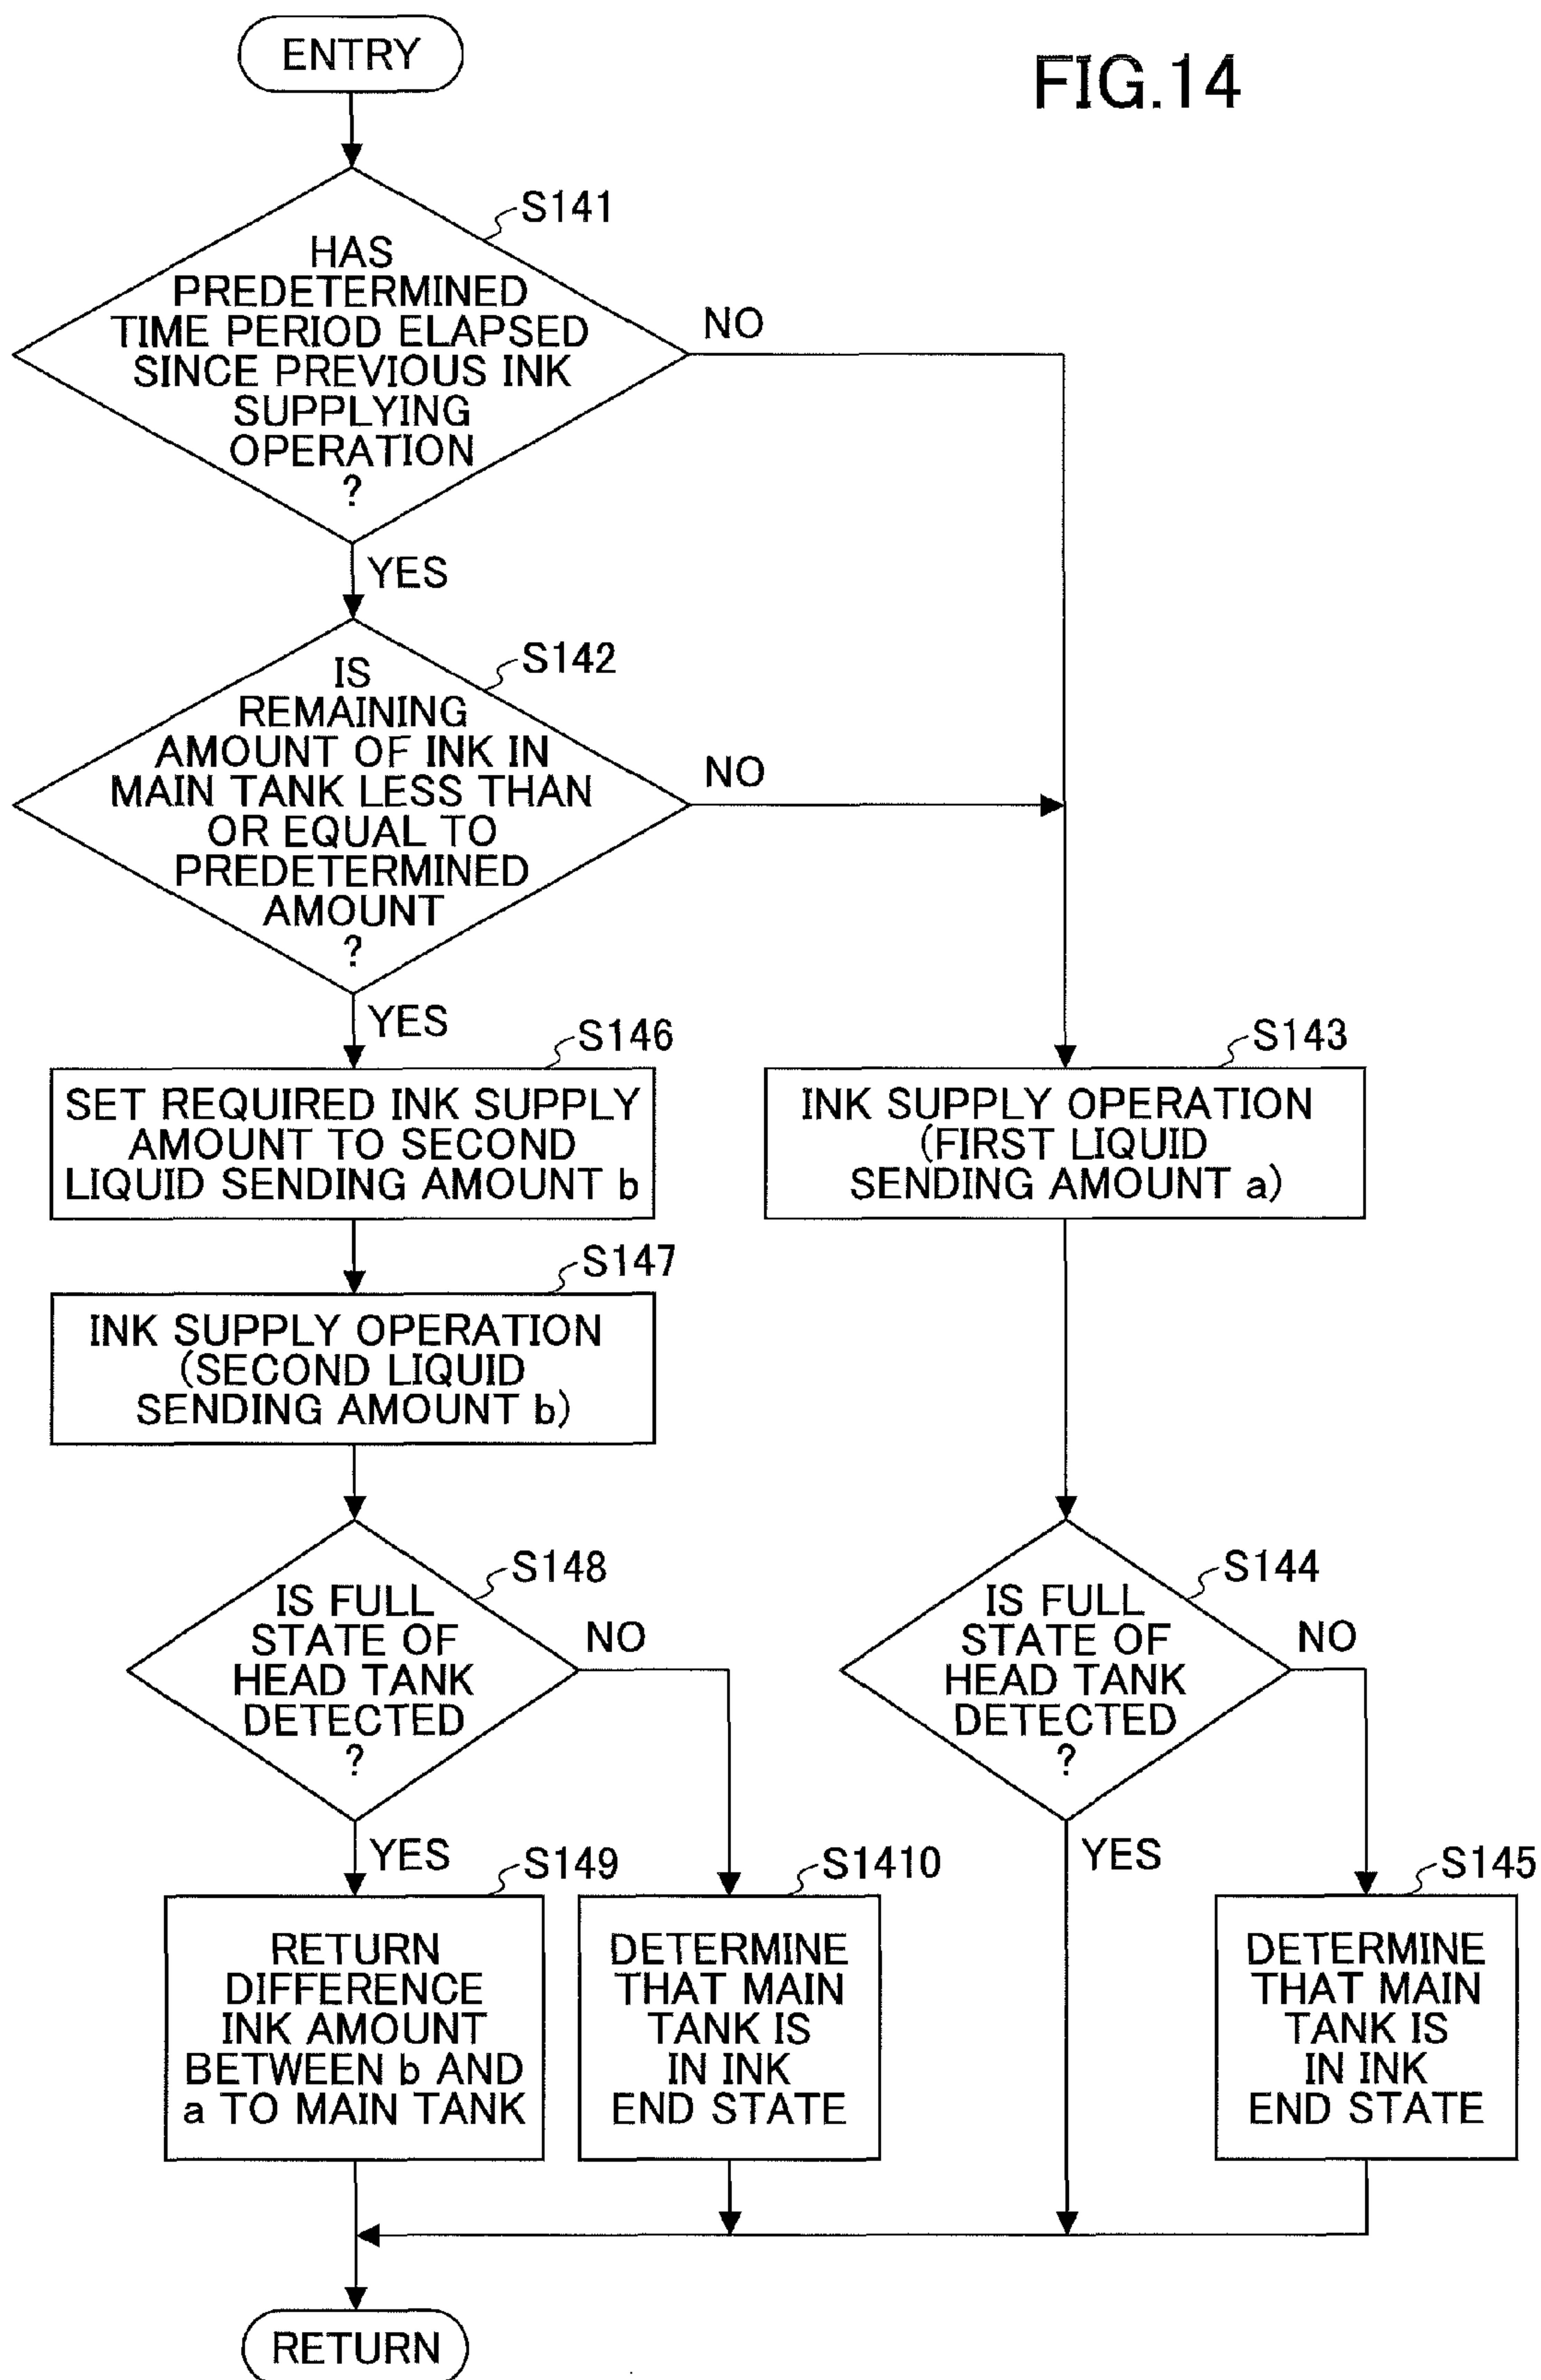 ENTRY
FIG.14
S141
HAS
PREDETERMINED
TIME PERIOD ELAPSED
SINCE PREVIOUS INK
SUPPLYING
OPERATION
?
NO
YES
S142
IS
REMAINING
AMOUNT OF INK IN
MAIN TANK LESS THAN
OR EQUAL TO
PREDETERMINED
AMOUNT
?
NO
YES
S146
SET REQUIRED INK SUPPLY
AMOUNT TO SECOND
LIQUID SENDING AMOUNT b
S143
INK SUPPLY OPERATION
(FIRST LIQUID
SENDING AMOUNT a)
S147
INK SUPPLY OPERATION
(SECOND LIQUID
SENDING AMOUNT b)
S148
IS FULL
STATE OF
HEAD TANK
DETECTED
?
NO
YES
S144
IS FULL
STATE OF
HEAD TANK
DETECTED
?
NO
YES
S149
RETURN
DIFFERENCE
INK AMOUNT
BETWEEN b AND
a TO MAIN TANK
S1410
DETERMINE
THAT MAIN
TANK IS
IN INK
END STATE
S145
DETERMINE
THAT MAIN
TANK IS
IN INK
END STATE
RETURN